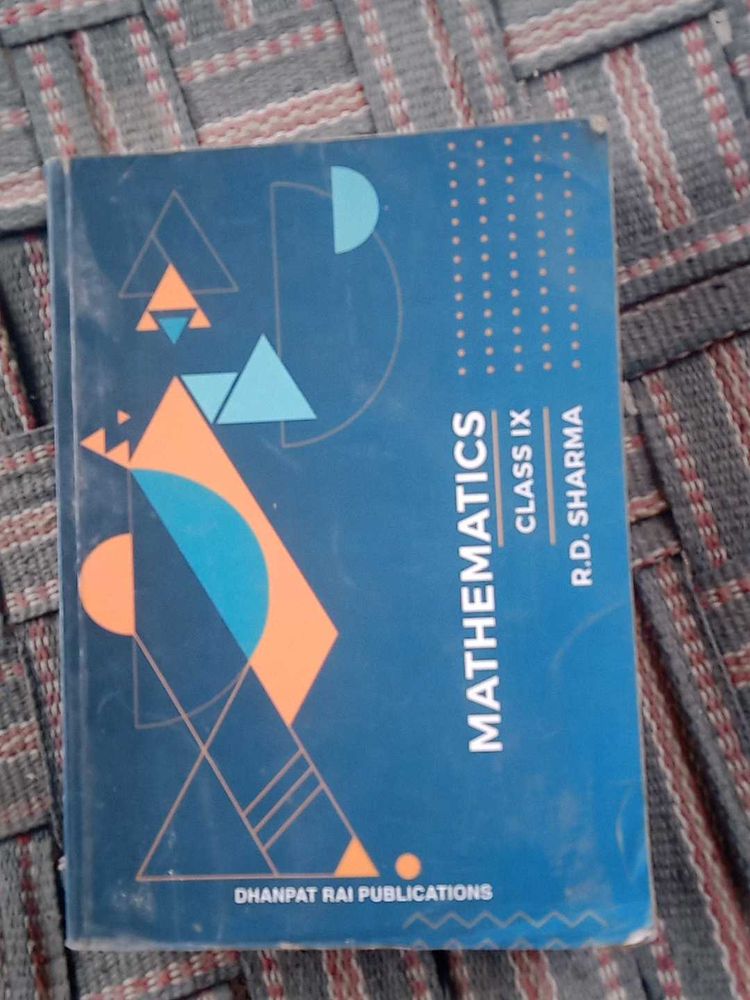 MATHEMATICS
CLASS IX
R.D. SHARMA
DHANPAT RAI PUBLICATIONS